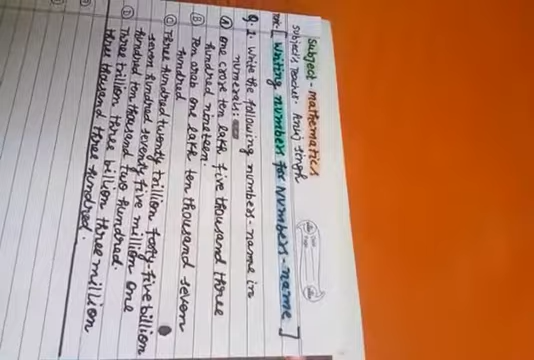 Subject - mathematics
Subject's Teacher - Anuj Singh
[Writing number for Numbers-name]
Q.1 Write the following numbers-name in
numerals:
(A) One crore ten lakh five thousand three
hundred nineteen.
(B) Ten arab one lakh ten thousand seven
hundred
(C) Three hundred twenty trillion forty-five billion
seven hundred seventy five million one
hundred ten thousand two hundred.
(D) Three trillion three billion three million
three thousand three hundred.